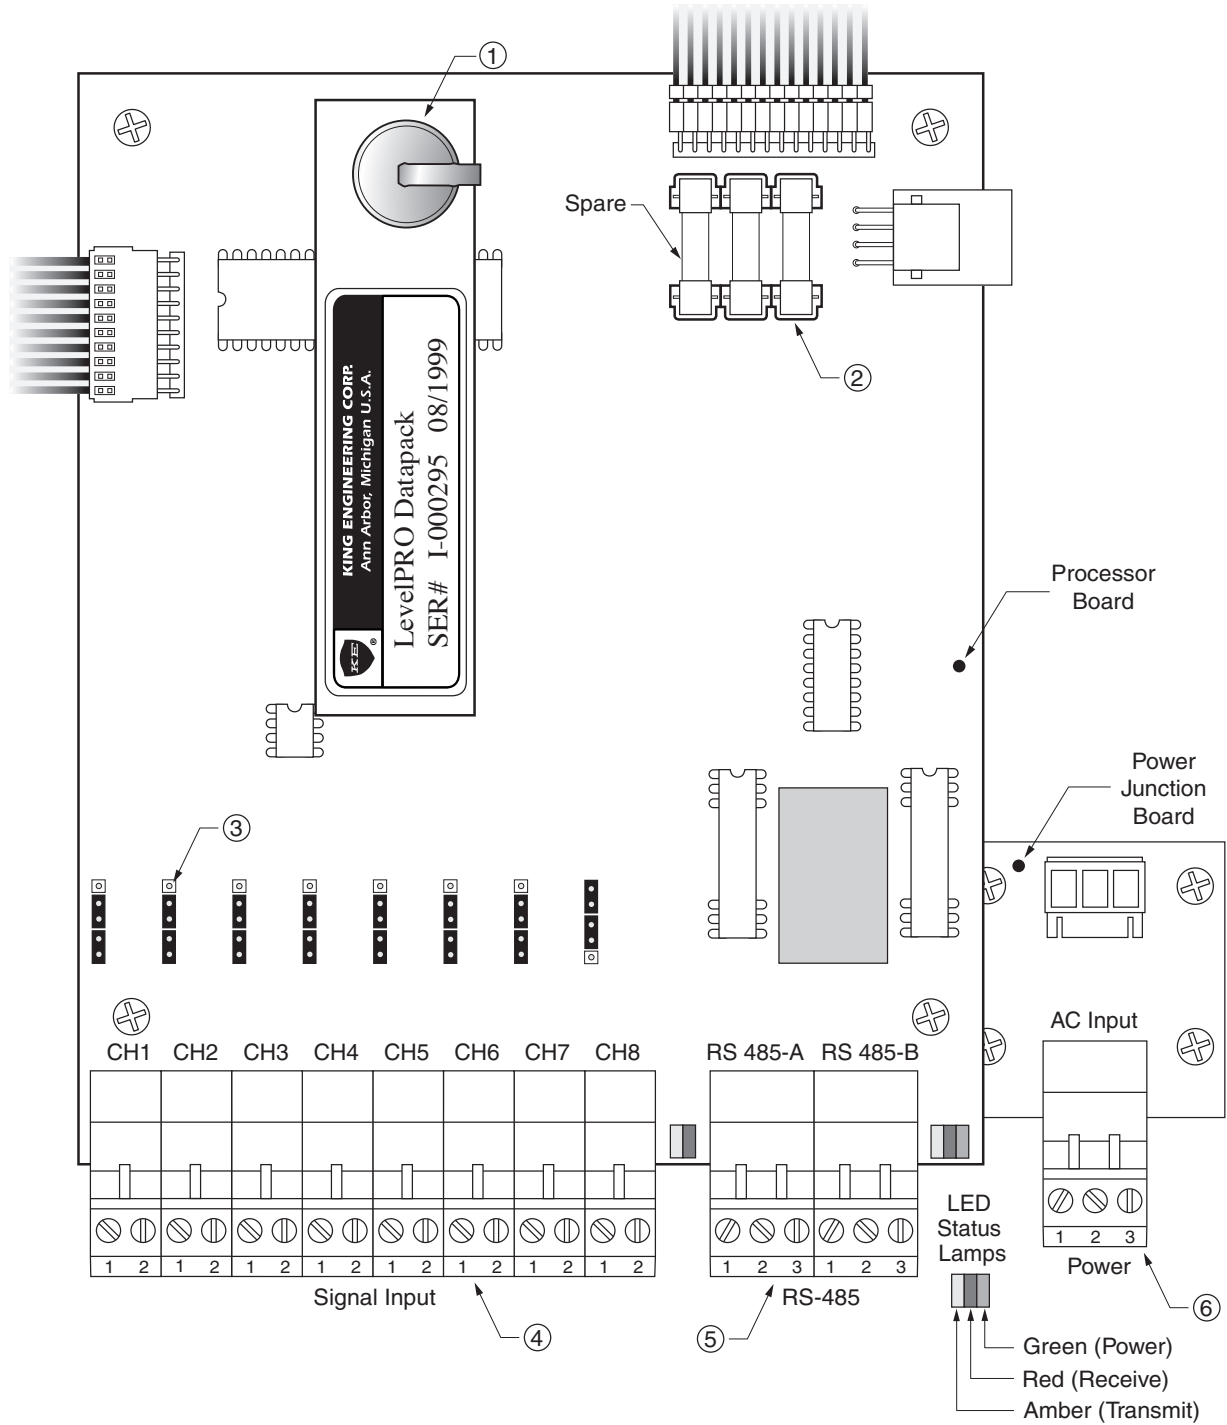 1
Spare
2
KING ENGINEERING CORP.
Ann Arbor, Michigan U.S.A.
KE ®
LevelPRO Datapack
SER# I-000295 08/1999
Processor
Board
Power
Junction
Board
3
AC Input
CH1 CH2 CH3 CH4 CH5 CH6 CH7 CH8 RS 485-A RS 485-B
LED
Status
Lamps
1 2 1 2 1 2 1 2 1 2 1 2 1 2 1 2 1 2 3 1 2 3
1 2 3
Signal Input
RS-485
Power
4
5
6
Green (Power)
Red (Receive)
Amber (Transmit)